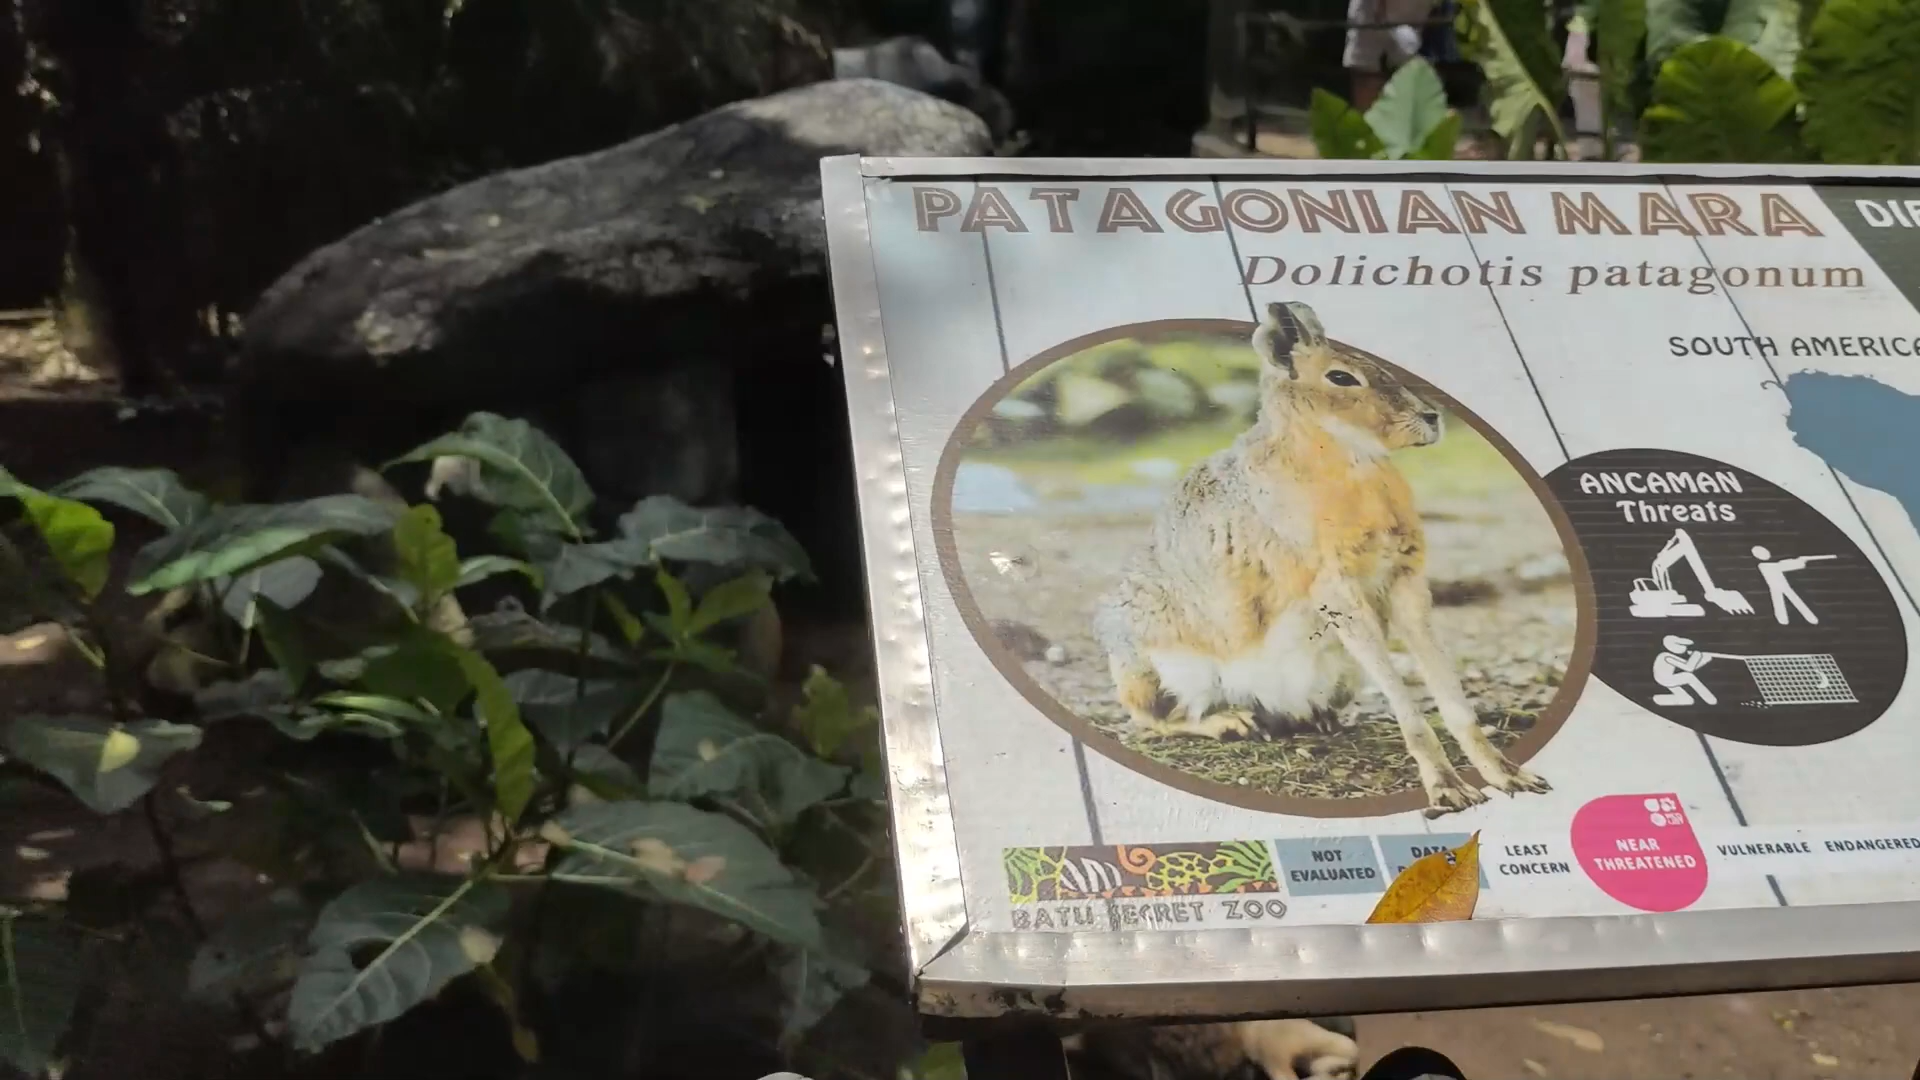 PATAGONIAN MARA
Dolichotis patagonum
SOUTH AMERICA
ANCAMAN
Threats
BATU SECRET ZOO
NOT
EVALUATED
DATA
LEAST
CONCERN
NEAR
THREATENED
VULNERABLE
ENDANGERED